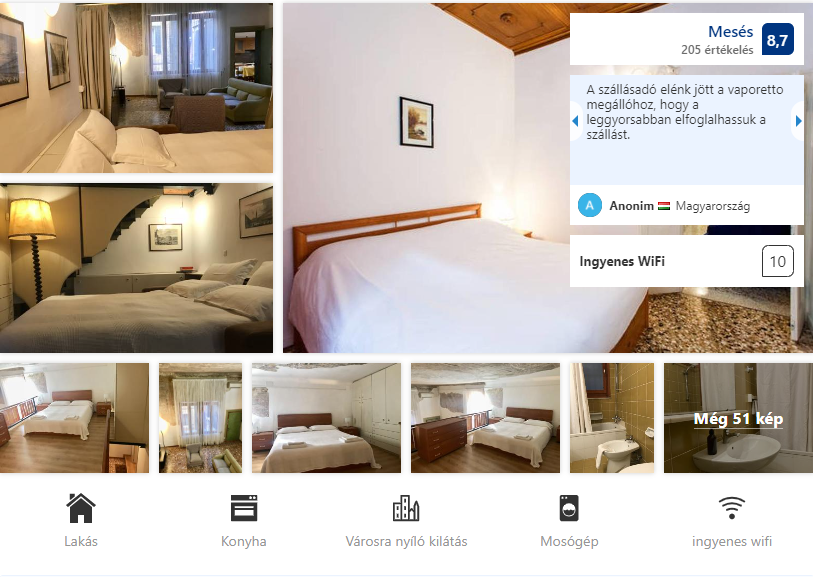 Mesés
205 értékelés
8,7
A szállásadó elénk jött a vaporetto
megállóhoz, hogy a
leggyorsabban elfoglalhassuk a
szállást.
A
Anonim Magyarország
Ingyenes WiFi
10
Még 51 kép
Lakás
Konyha
Városra nyíló kilátás
Mosógép
ingyenes wifi